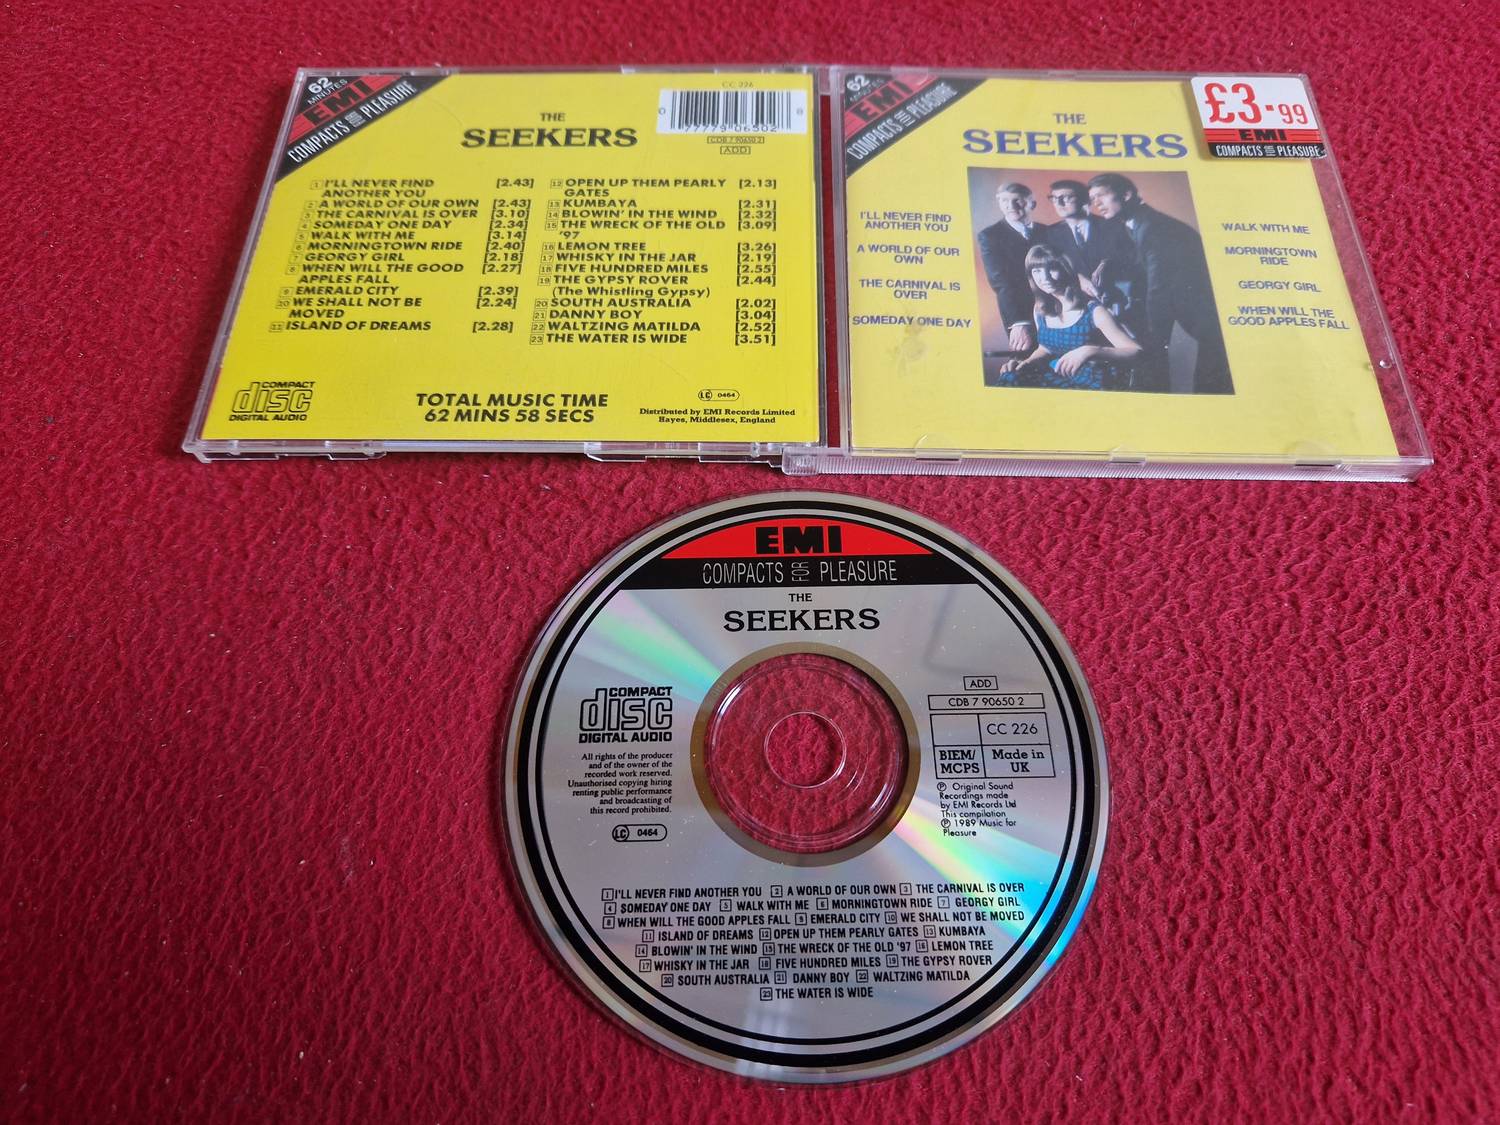 62
MINUTES
EMI
COMPACTS FOR PLEASURE
THE
SEEKERS
CC 226
0 77779 06502 8
CDB 7 90650 2
ADD
1 I'LL NEVER FIND [2.43]
ANOTHER YOU
2 A WORLD OF OUR OWN [2.43]
3 THE CARNIVAL IS OVER [3.10]
4 SOMEDAY ONE DAY [2.34]
5 WALK WITH ME [3.14]
6 MORNINGTOWN RIDE [2.40]
7 GEORGY GIRL [2.18]
8 WHEN WILL THE GOOD [2.27]
APPLES FALL
9 EMERALD CITY [2.39]
10 WE SHALL NOT BE [2.24]
MOVED
11 ISLAND OF DREAMS [2.28]
12 OPEN UP THEM PEARLY [2.13]
GATES
13 KUMBAYA [2.31]
14 BLOWIN' IN THE WIND [2.32]
15 THE WRECK OF THE OLD [3.09]
'97
16 LEMON TREE [3.26]
17 WHISKY IN THE JAR [2.19]
18 FIVE HUNDRED MILES [2.55]
19 THE GYPSY ROVER [2.44]
(The Whistling Gypsy)
20 SOUTH AUSTRALIA [2.02]
21 DANNY BOY [3.04]
22 WALTZING MATILDA [2.52]
23 THE WATER IS WIDE [3.51]
COMPACT
disc
DIGITAL AUDIO
TOTAL MUSIC TIME
62 MINS 58 SECS
LC 0464
Distributed by EMI Records Limited
Hayes, Middlesex, England
62
MINUTES
EMI
COMPACTS FOR PLEASURE
THE
SEEKERS
£3.99
EMI
COMPACTS FOR PLEASURE
I'LL NEVER FIND
ANOTHER YOU
A WORLD OF OUR
OWN
THE CARNIVAL IS
OVER
SOMEDAY ONE DAY
WALK WITH ME
MORNINGTOWN
RIDE
GEORGY GIRL
WHEN WILL THE
GOOD APPLES FALL
EMI
COMPACTS FOR PLEASURE
THE
SEEKERS
COMPACT
disc
DIGITAL AUDIO
All rights of the producer
and of the owner of the
recorded work reserved.
Unauthorised copying hiring
renting public performance
and broadcasting of
this record prohibited.
LC 0464
ADD
CDB 7 90650 2
CC 226
BIEM/
MCPS
Made in
UK
℗ Original Sound
Recordings made
by EMI Records Ltd
This compilation
℗ 1989 Music for
Pleasure
1 I'LL NEVER FIND ANOTHER YOU 2 A WORLD OF OUR OWN 3 THE CARNIVAL IS OVER
4 SOMEDAY ONE DAY 5 WALK WITH ME 6 MORNINGTOWN RIDE 7 GEORGY GIRL
8 WHEN WILL THE GOOD APPLES FALL 9 EMERALD CITY 10 WE SHALL NOT BE MOVED
11 ISLAND OF DREAMS 12 OPEN UP THEM PEARLY GATES 13 KUMBAYA
14 BLOWIN' IN THE WIND 15 THE WRECK OF THE OLD '97 16 LEMON TREE
17 WHISKY IN THE JAR 18 FIVE HUNDRED MILES 19 THE GYPSY ROVER
20 SOUTH AUSTRALIA 21 DANNY BOY 22 WALTZING MATILDA
23 THE WATER IS WIDE